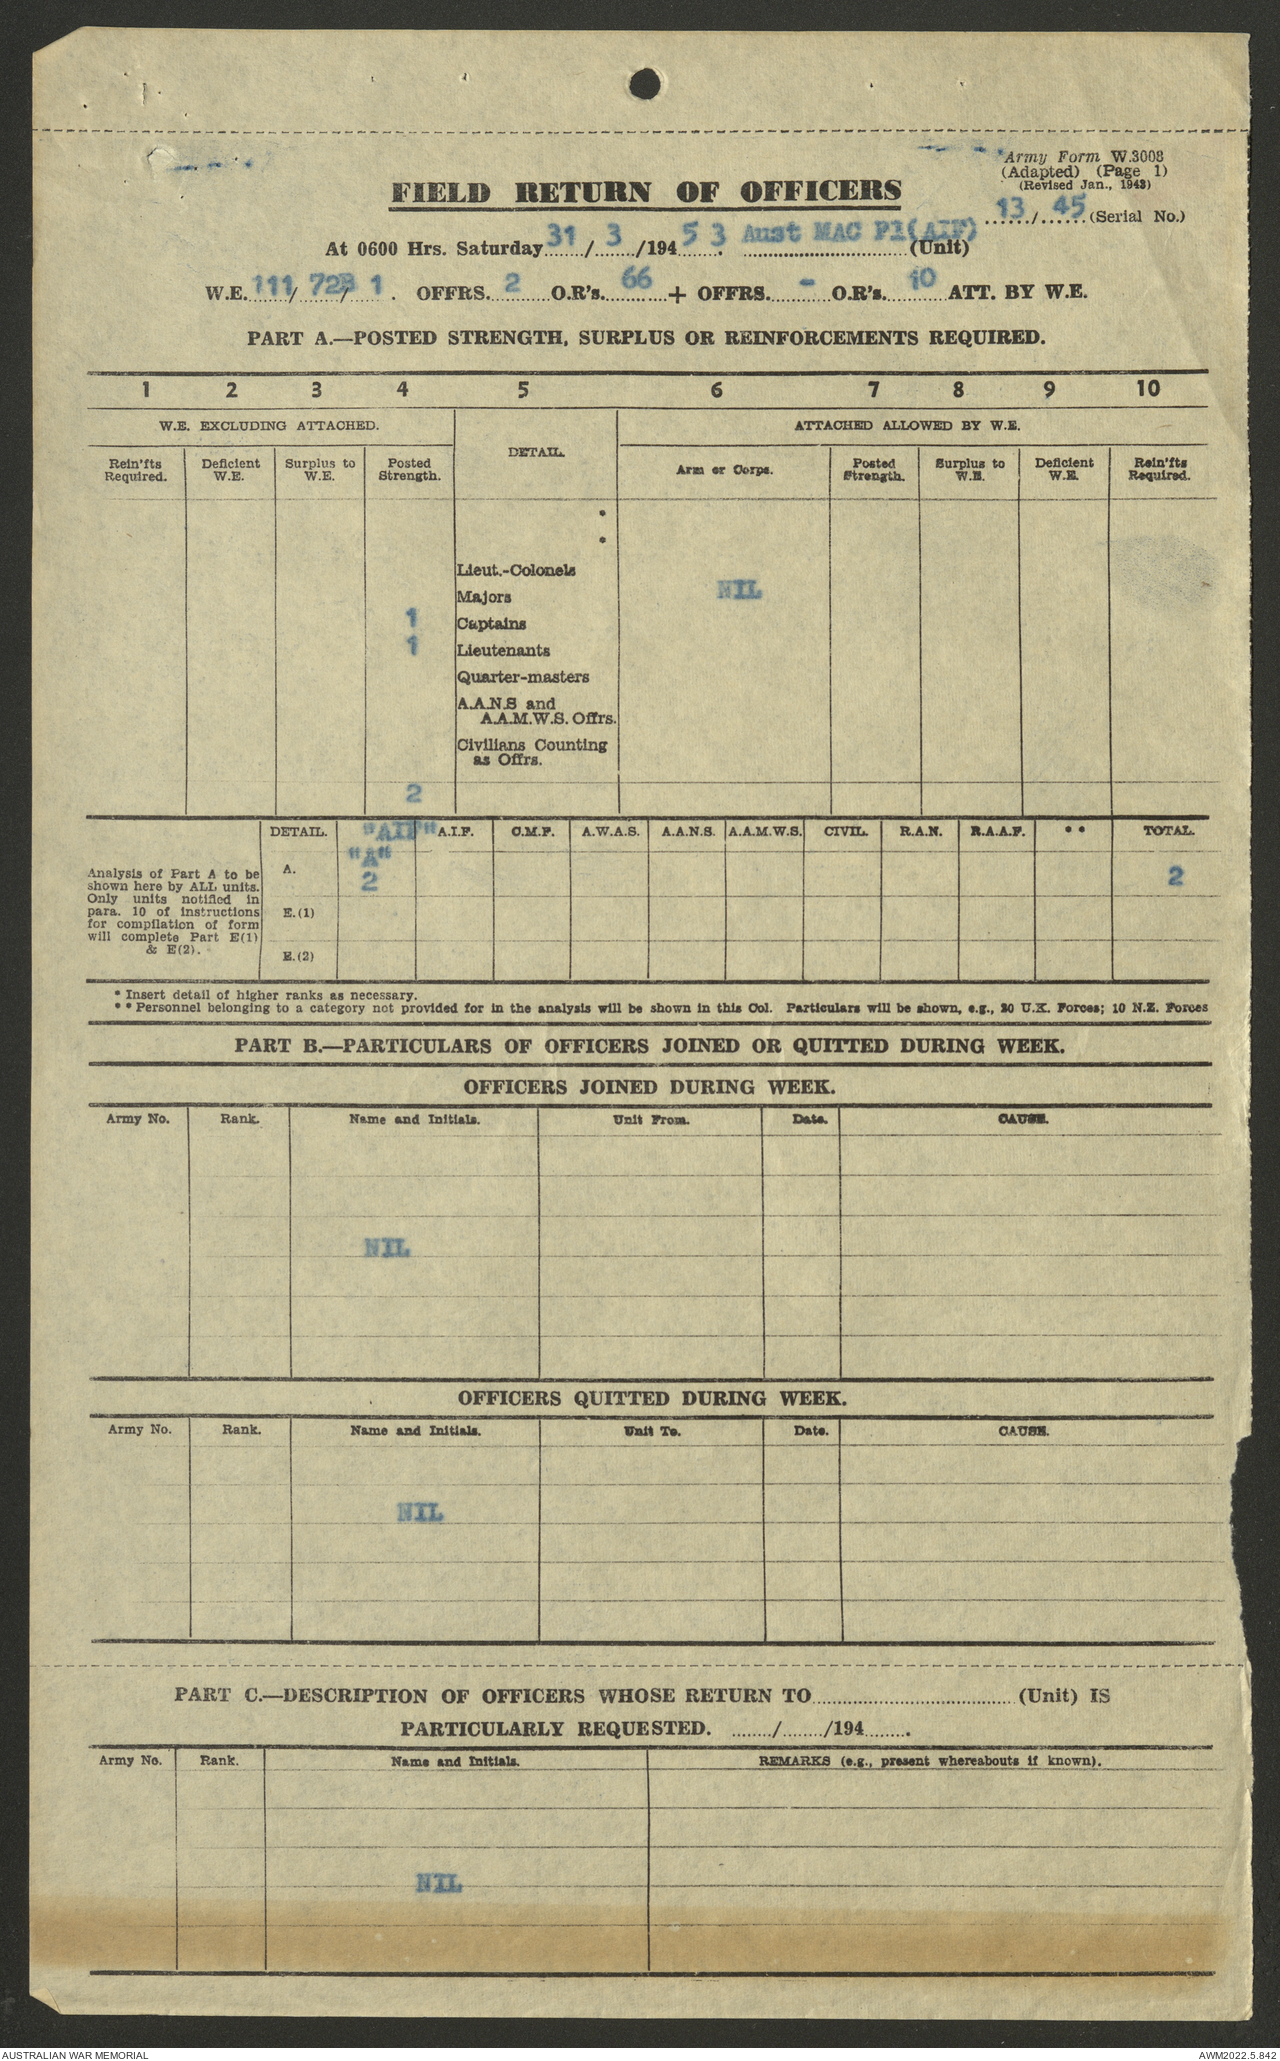 Army Form W.3008
(Adapted) (Page 1)
(Revised Jan., 1943)
FIELD RETURN OF OFFICERS
13/45 (Serial No.)
At 0600 Hrs. Saturday 31/3/1945. 3 Aust MAC Pl(AIF) (Unit)
W.E. 111/72B/1. OFFRS. 2 O.R's. 66 + OFFRS. - O.R's. 10 ATT. BY W.E.
PART A.—POSTED STRENGTH, SURPLUS OR REINFORCEMENTS REQUIRED.
1 2 3 4 5 6 7 8 9 10
W.E. EXCLUDING ATTACHED. DETAIL. ATTACHED ALLOWED BY W.E.
Rein'fts Required. Deficient W.E. Surplus to W.E. Posted Strength. Arm or Corps. Posted Strength. Surplus to W.E. Deficient W.E. Rein'fts Required.
*
*
Lieut.-Colonels
Majors NIL
1 Captains
1 Lieutenants
Quarter-masters
A.A.N.S and
A.A.M.W.S. Offrs.
Civilians Counting
as Offrs.
2
DETAIL. "AIF" A.I.F. C.M.F. A.W.A.S. A.A.N.S. A.A.M.W.S. CIVIL. R.A.N. R.A.A.F. ** TOTAL.
"A"
A. 2 2
E.(1)
E.(2)
Analysis of Part A to be
shown here by ALL units.
Only units notified in
para. 10 of instructions
for compilation of form
will complete Part E(1)
& E(2).
* Insert detail of higher ranks as necessary.
** Personnel belonging to a category not provided for in the analysis will be shown in this Col. Particulars will be shown, e.g., 20 U.K. Forces; 10 N.Z. Forces
PART B.—PARTICULARS OF OFFICERS JOINED OR QUITTED DURING WEEK.
OFFICERS JOINED DURING WEEK.
Army No. Rank. Name and Initials. Unit From. Date. CAUSE.
NIL
OFFICERS QUITTED DURING WEEK.
Army No. Rank. Name and Initials. Unit To. Date. CAUSE.
NIL
PART C.—DESCRIPTION OF OFFICERS WHOSE RETURN TO.....(Unit) IS
PARTICULARLY REQUESTED. ......../......../194........
Army No. Rank. Name and Initials. REMARKS (e.g., present whereabouts if known).
NIL
AUSTRALIAN WAR MEMORIAL AWM2022.5.842